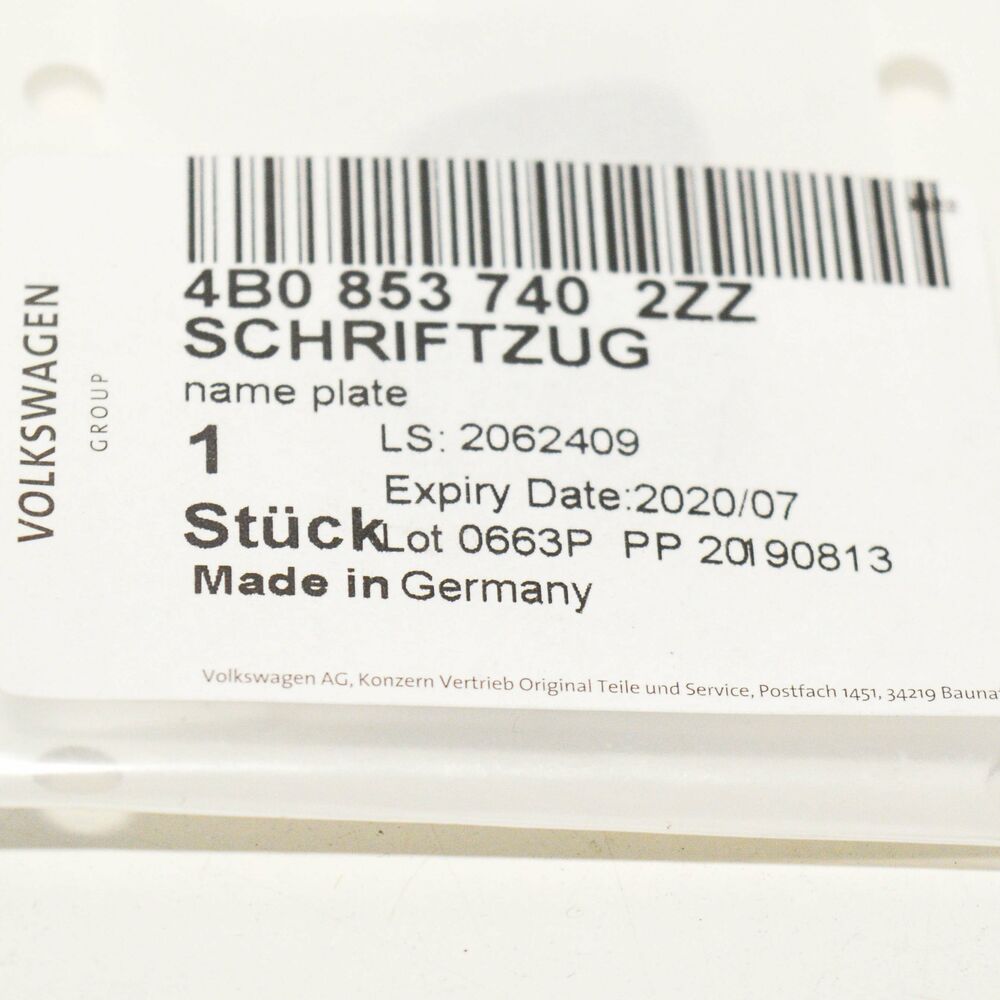 VOLKSWAGEN
GROUP
4B0 853 740 2ZZ
SCHRIFTZUG
name plate
1
LS: 2062409
Expiry Date:2020/07
Stück
Lot 0663P PP 20190813
Made in Germany
Volkswagen AG, Konzern Vertrieb Original Teile und Service, Postfach 1451, 34219 Bauna